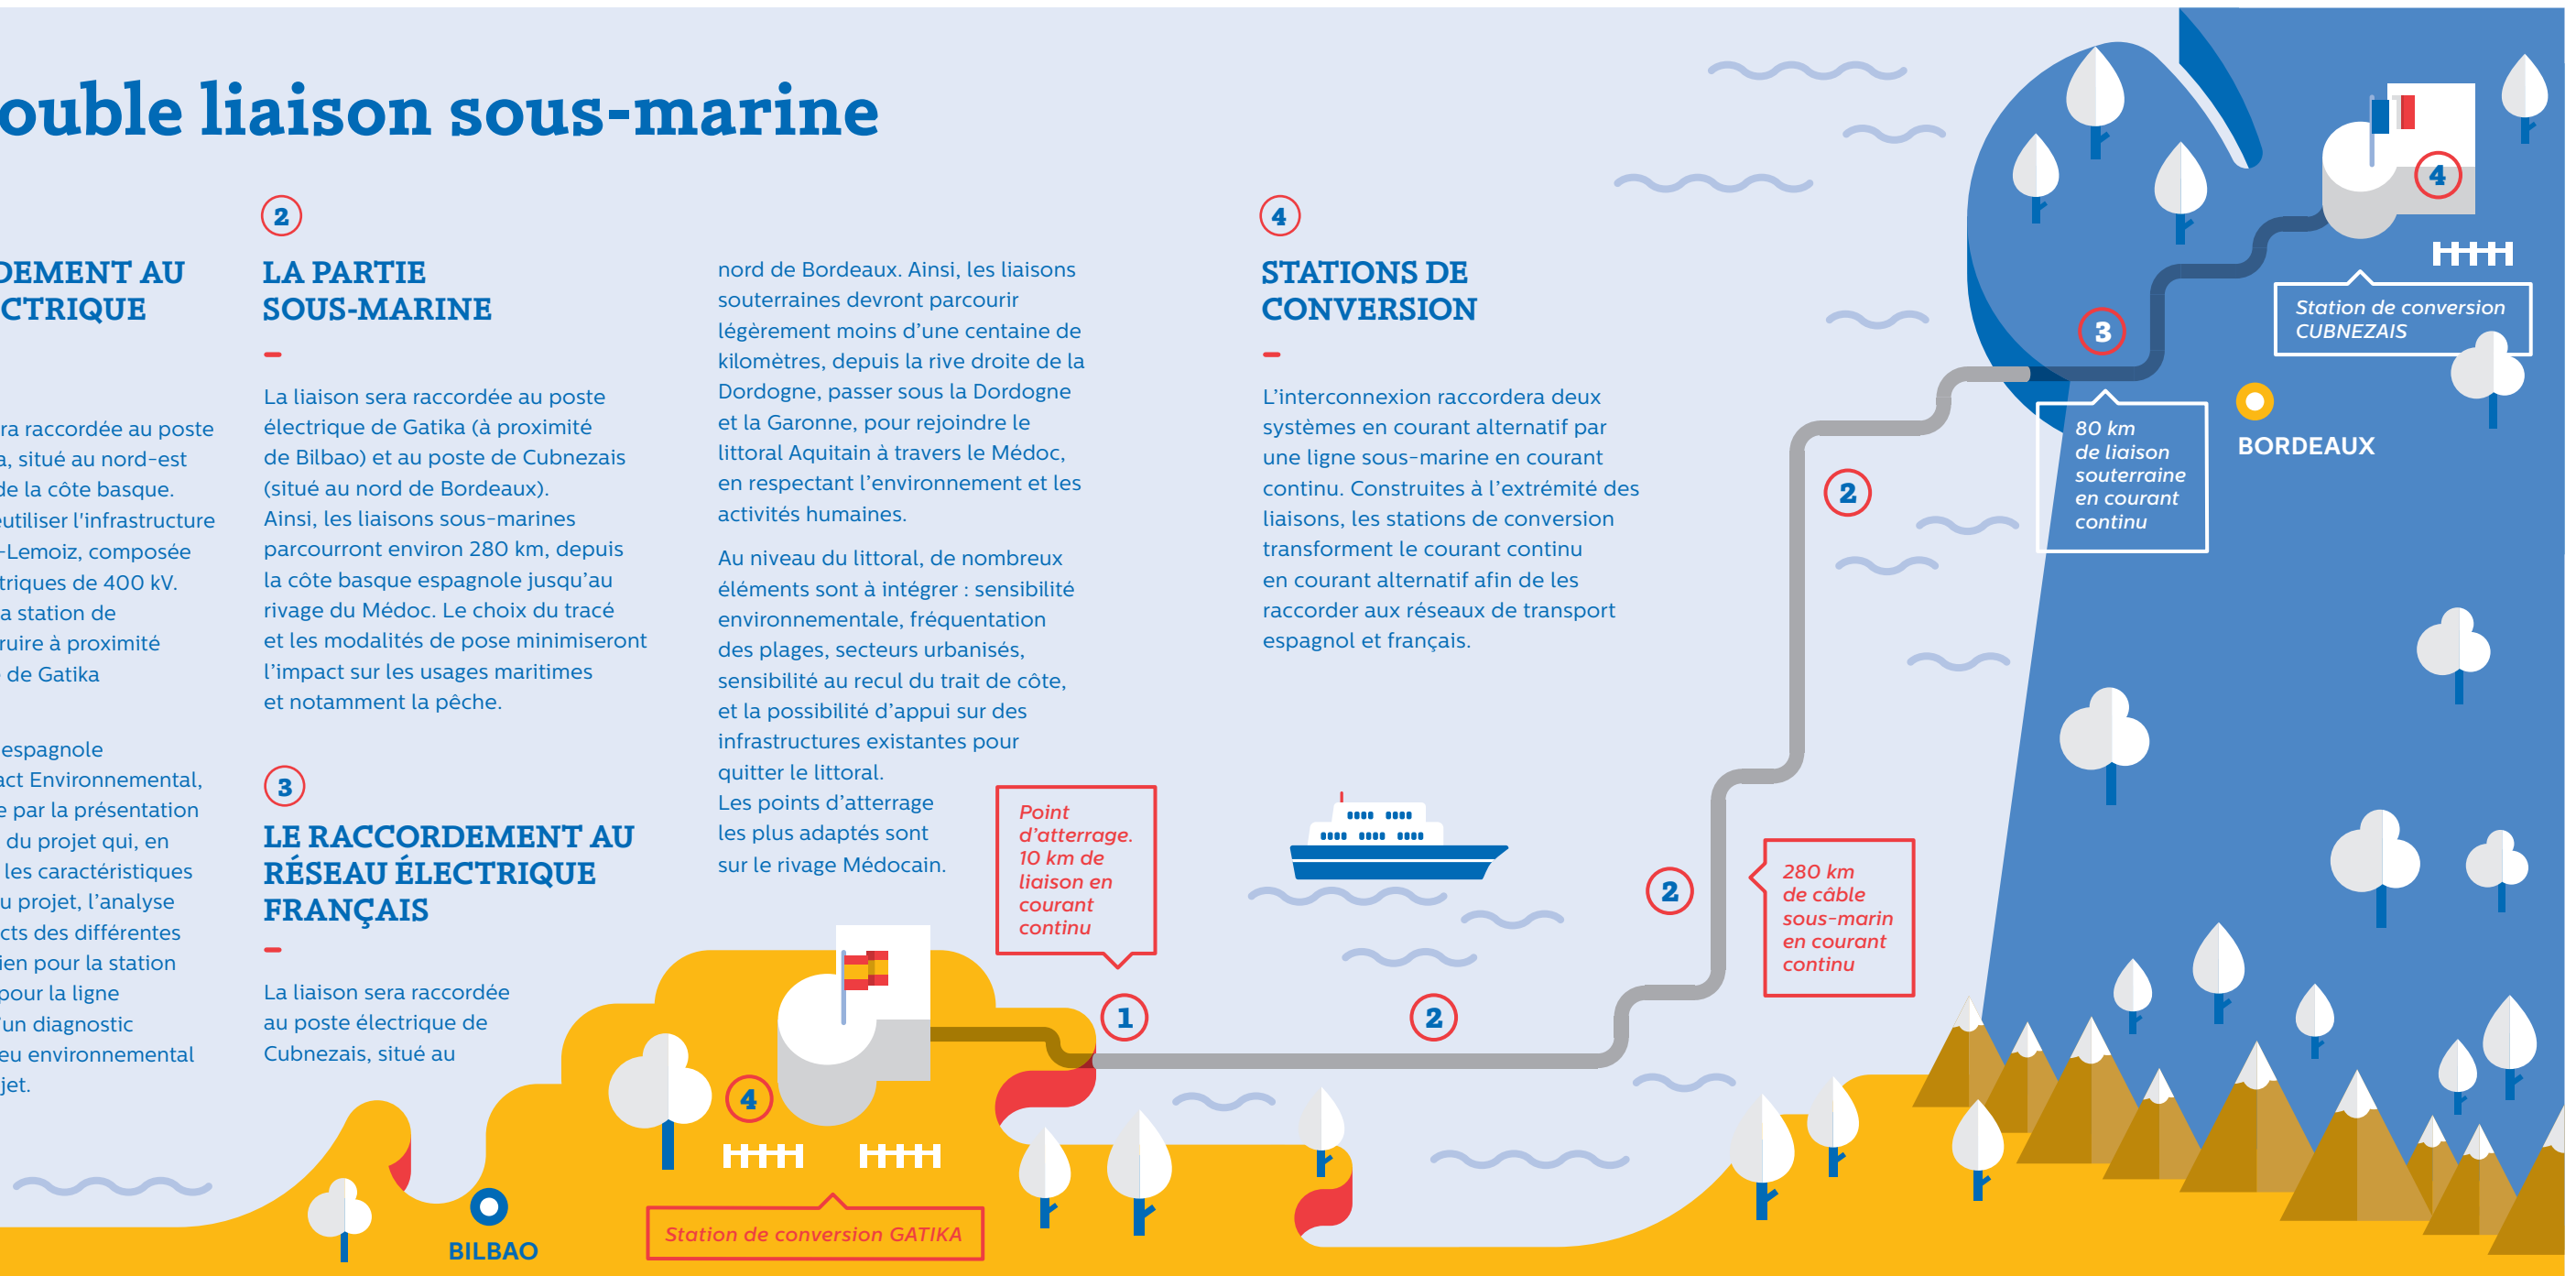 ouble liaison sous-marine
DEMENT AU
CTRIQUE
ra raccordée au poste
a, situé au nord-est
de la côte basque.
utiliser l'infrastructure
-Lemoiz, composée
triques de 400 kV.
a station de
ruire à proximité
de Gatika
espagnole
act Environnemental,
e par la présentation
du projet qui, en
les caractéristiques
u projet, l’analyse
cts des différentes
ien pour la station
pour la ligne
’un diagnostic
eu environnemental
jet.
2
LA PARTIE
SOUS-MARINE
La liaison sera raccordée au poste
électrique de Gatika (à proximité
de Bilbao) et au poste de Cubnezais
(situé au nord de Bordeaux).
Ainsi, les liaisons sous-marines
parcourront environ 280 km, depuis
la côte basque espagnole jusqu’au
rivage du Médoc. Le choix du tracé
et les modalités de pose minimiseront
l’impact sur les usages maritimes
et notamment la pêche.
3
LE RACCORDEMENT AU
RÉSEAU ÉLECTRIQUE
FRANÇAIS
La liaison sera raccordée
au poste électrique de
Cubnezais, situé au
nord de Bordeaux. Ainsi, les liaisons
souterraines devront parcourir
légèrement moins d’une centaine de
kilomètres, depuis la rive droite de la
Dordogne, passer sous la Dordogne
et la Garonne, pour rejoindre le
littoral Aquitain à travers le Médoc,
en respectant l’environnement et les
activités humaines.
Au niveau du littoral, de nombreux
éléments sont à intégrer : sensibilité
environnementale, fréquentation
des plages, secteurs urbanisés,
sensibilité au recul du trait de côte,
et la possibilité d’appui sur des
infrastructures existantes pour
quitter le littoral.
Les points d’atterrage
les plus adaptés sont
sur le rivage Médocain.
4
STATIONS DE
CONVERSION
L’interconnexion raccordera deux
systèmes en courant alternatif par
une ligne sous-marine en courant
continu. Construites à l’extrémité des
liaisons, les stations de conversion
transforment le courant continu
en courant alternatif afin de les
raccorder aux réseaux de transport
espagnol et français.
Point
d’atterrage.
10 km de
liaison en
courant
continu
1
2
2
2
3
4
4
280 km
de câble
sous-marin
en courant
continu
80 km
de liaison
souterraine
en courant
continu
Station de conversion
CUBNEZAIS
BORDEAUX
Station de conversion GATIKA
BILBAO